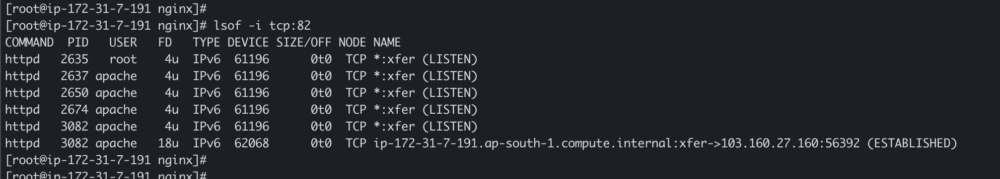 [root@ip-172-31-7-191 nginx]#
[root@ip-172-31-7-191 nginx]# lsof -i tcp:82
COMMAND  PID   USER   FD   TYPE DEVICE SIZE/OFF NODE NAME
httpd   2635   root    4u  IPv6  61196      0t0  TCP *:xfer (LISTEN)
httpd   2637 apache    4u  IPv6  61196      0t0  TCP *:xfer (LISTEN)
httpd   2650 apache    4u  IPv6  61196      0t0  TCP *:xfer (LISTEN)
httpd   2674 apache    4u  IPv6  61196      0t0  TCP *:xfer (LISTEN)
httpd   3082 apache    4u  IPv6  61196      0t0  TCP *:xfer (LISTEN)
httpd   3082 apache   18u  IPv6  62068      0t0  TCP ip-172-31-7-191.ap-south-1.compute.internal:xfer->103.160.27.160:56392 (ESTABLISHED)
[root@ip-172-31-7-191 nginx]#
[root@ip-172-31-7-191 nginx]#